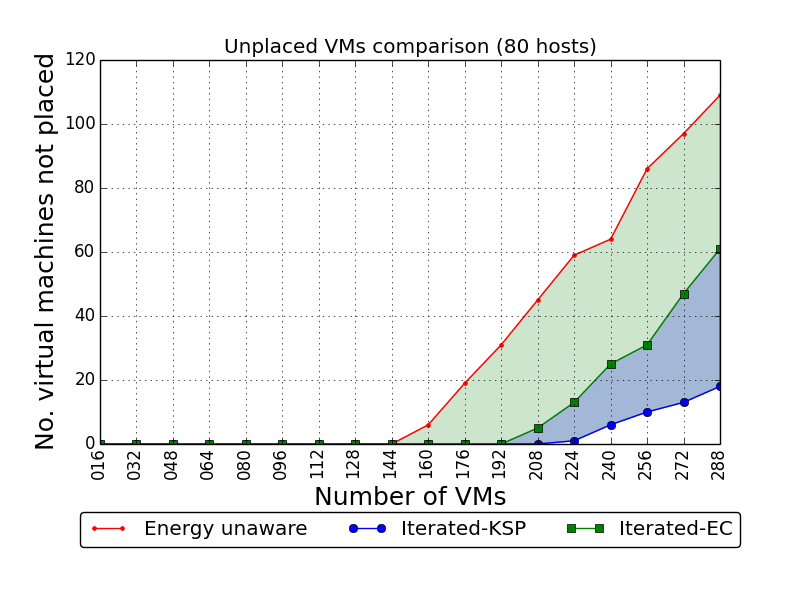 Unplaced VMs comparison (80 hosts)
No. virtual machines not placed
120
100
80
60
40
20
0
016 032 048 064 080 096 112 128 144 160 176 192 208 224 240 256 272 288
Number of VMs
Energy unaware Iterated-KSP Iterated-EC